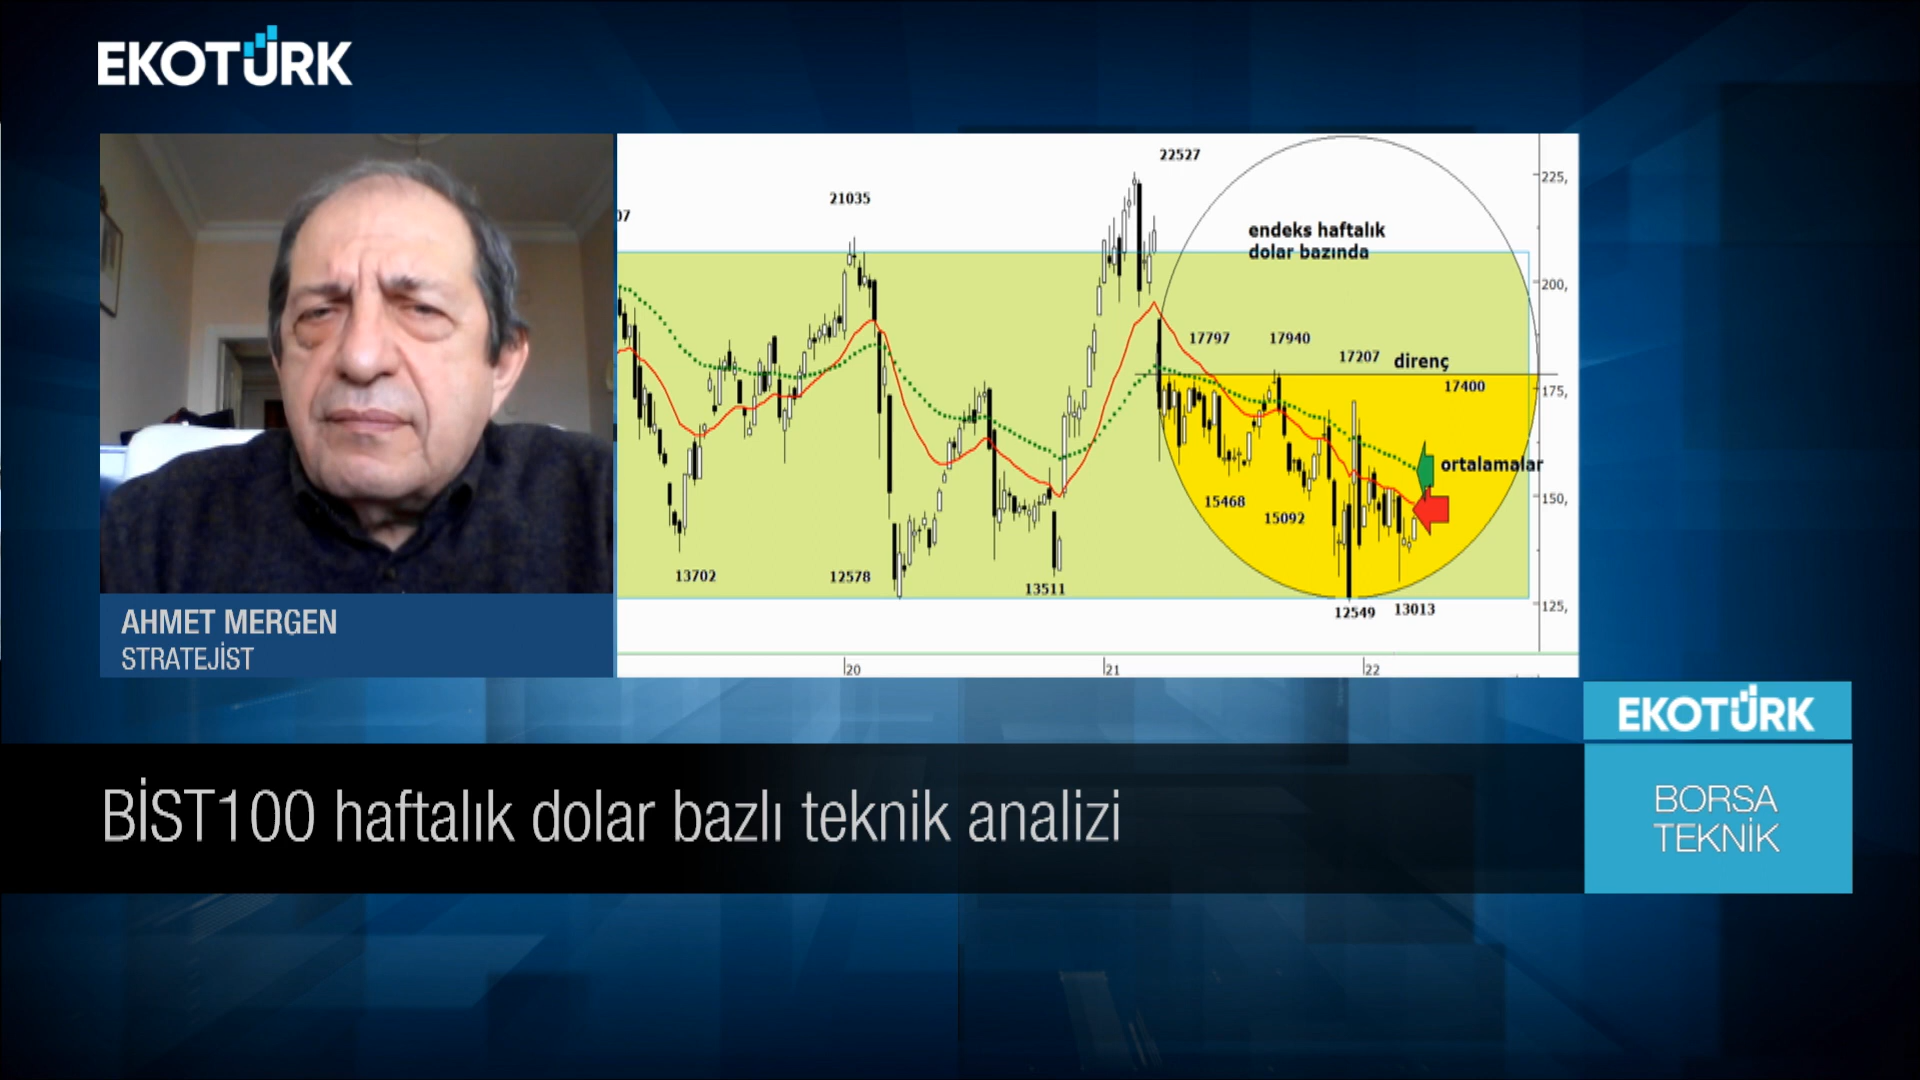 EKOTÜRK
22527
225,
21035
07
endeks haftalık
dolar bazında
200,
17797
17940
17207
direnç
17400
175,
ortalamalar
150,
15468
15092
13702
12578
13511
12549
13013
125,
20
21
22
AHMET MERGEN
STRATEJİST
EKOTÜRK
BİST100 haftalık dolar bazlı teknik analizi
BORSA
TEKNİK